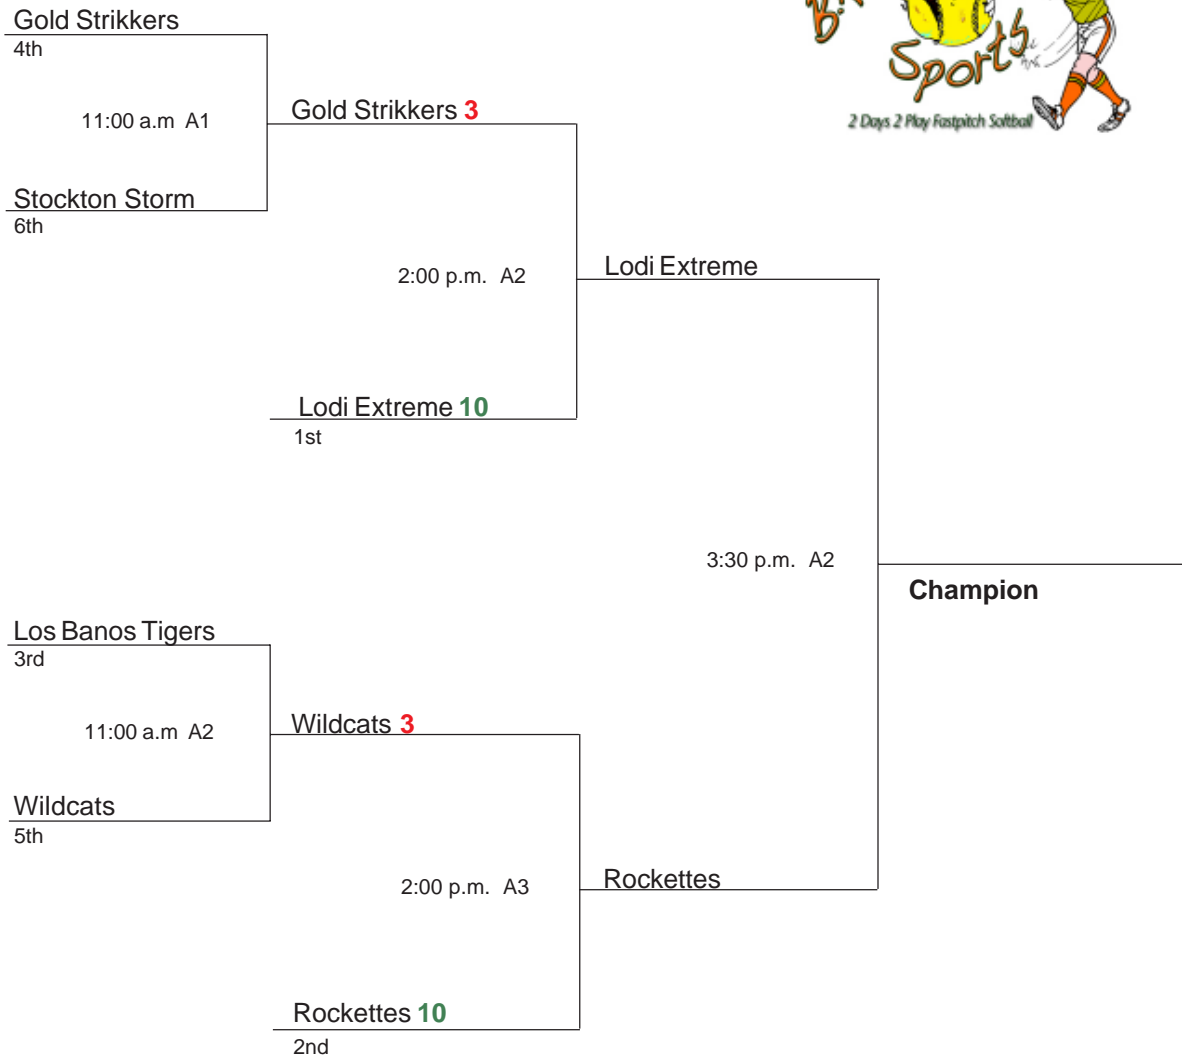 Gold Strikkers
4th
11:00 a.m A1
Gold Strikkers 3
Stockton Storm
6th
Sports
2 Days 2 Play Fastpitch Softball
2:00 p.m. A2
Lodi Extreme
Lodi Extreme 10
1st
3:30 p.m. A2
Champion
Los Banos Tigers
3rd
11:00 a.m A2
Wildcats 3
Wildcats
5th
2:00 p.m. A3
Rockettes
Rockettes 10
2nd